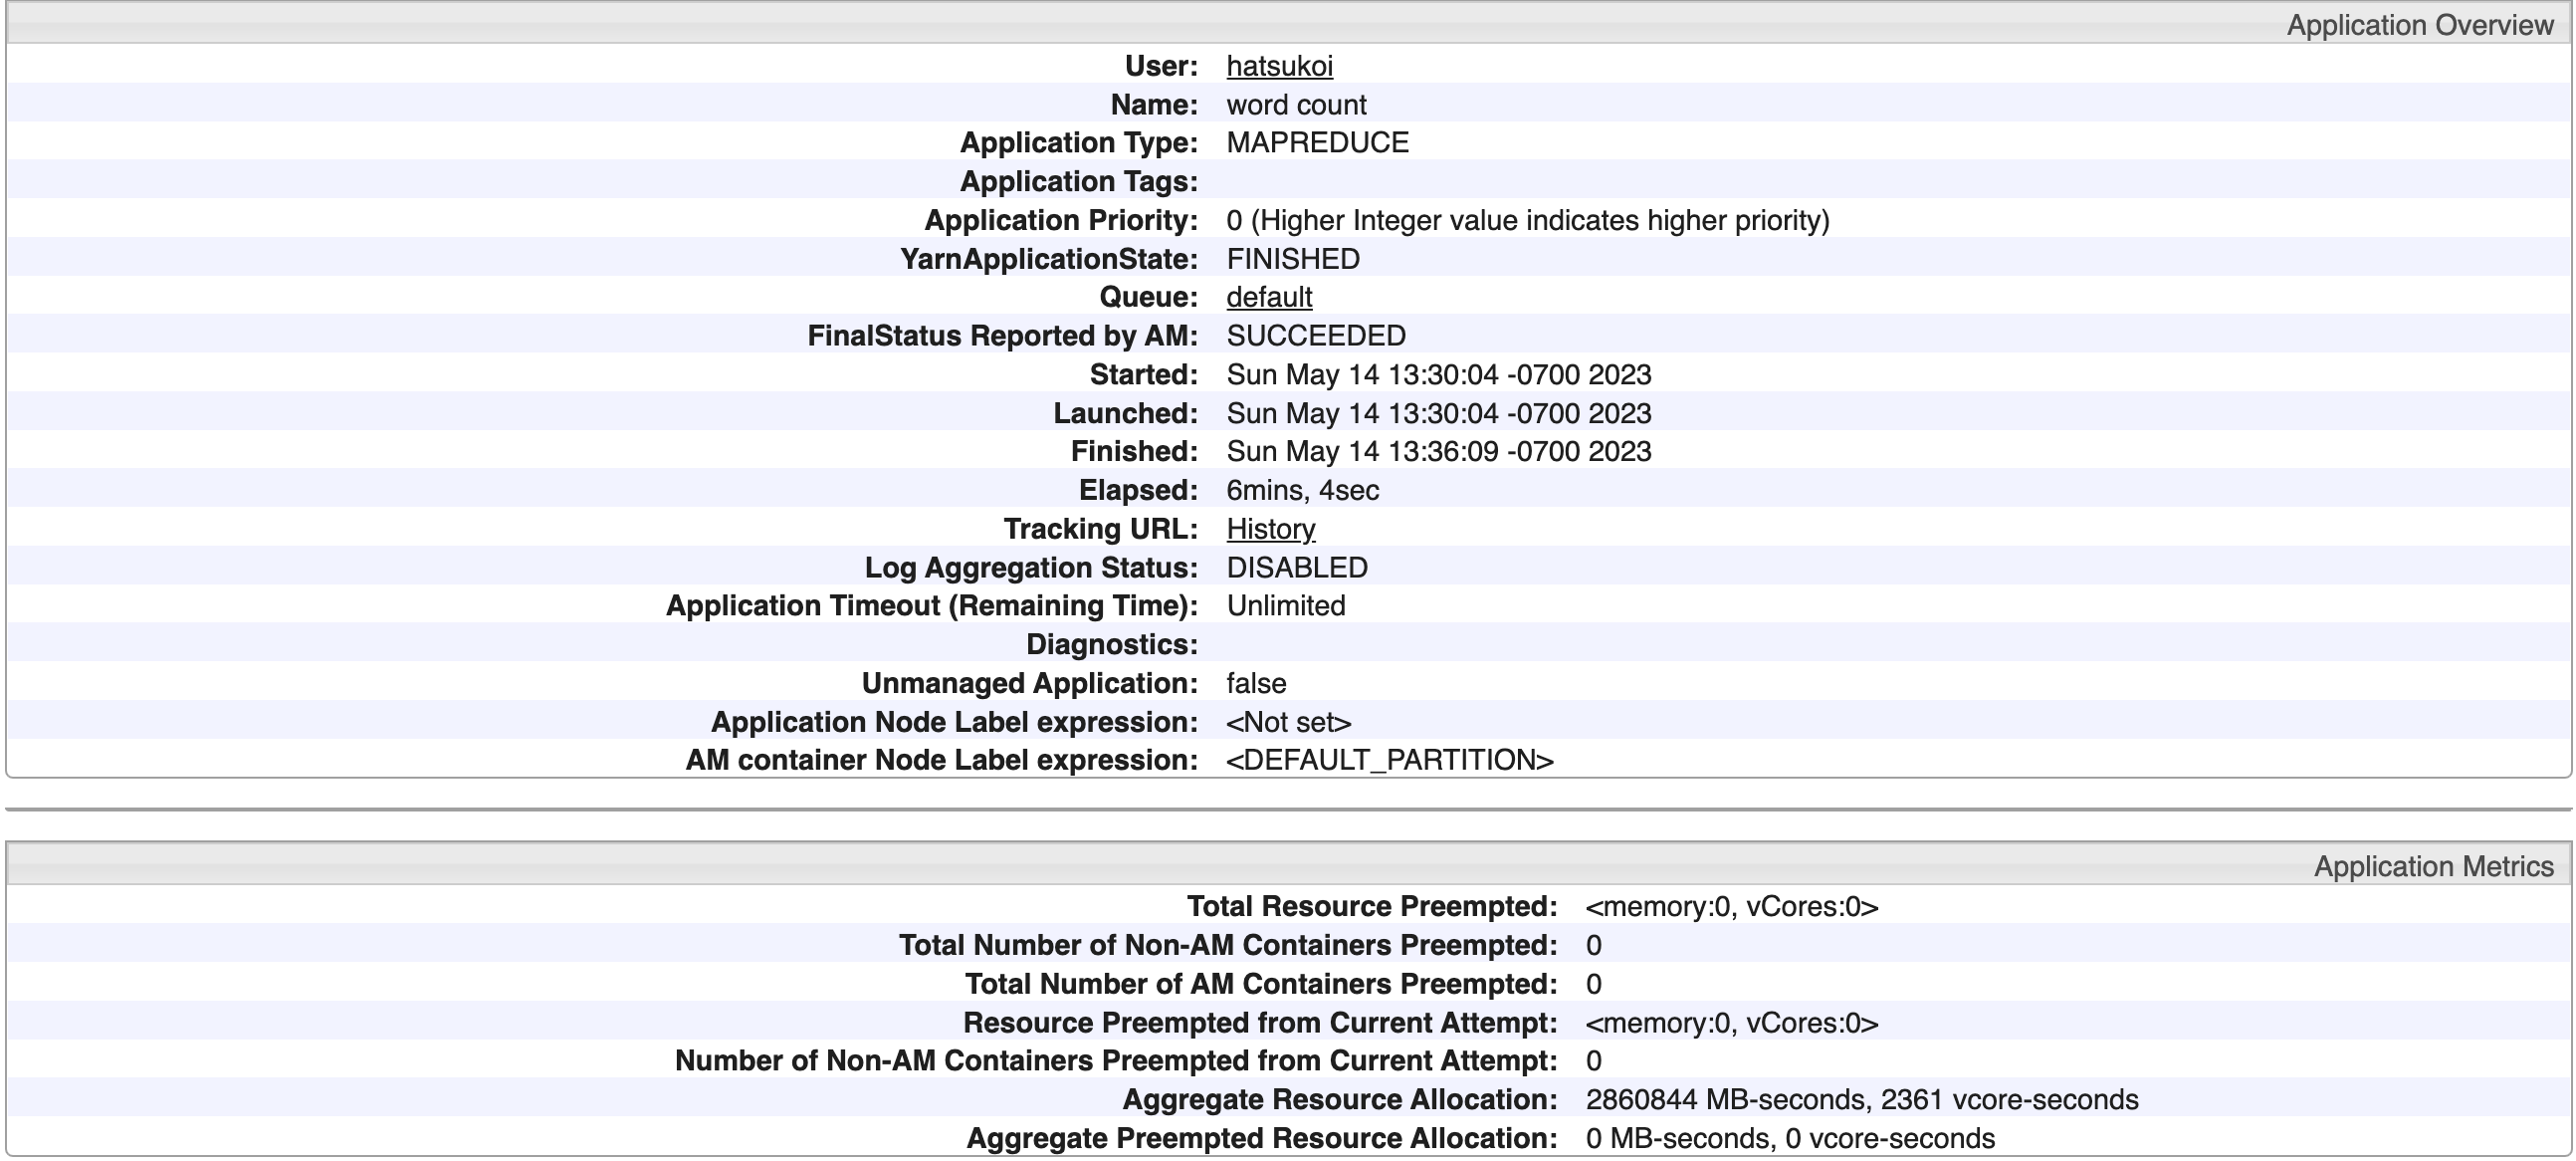 Application Overview
User: hatsukoi
Name: word count
Application Type: MAPREDUCE
Application Tags:
Application Priority: 0 (Higher Integer value indicates higher priority)
YarnApplicationState: FINISHED
Queue: default
FinalStatus Reported by AM: SUCCEEDED
Started: Sun May 14 13:30:04 -0700 2023
Launched: Sun May 14 13:30:04 -0700 2023
Finished: Sun May 14 13:36:09 -0700 2023
Elapsed: 6mins, 4sec
Tracking URL: History
Log Aggregation Status: DISABLED
Application Timeout (Remaining Time): Unlimited
Diagnostics:
Unmanaged Application: false
Application Node Label expression: <Not set>
AM container Node Label expression: <DEFAULT_PARTITION>
Application Metrics
Total Resource Preempted: <memory:0, vCores:0>
Total Number of Non-AM Containers Preempted: 0
Total Number of AM Containers Preempted: 0
Resource Preempted from Current Attempt: <memory:0, vCores:0>
Number of Non-AM Containers Preempted from Current Attempt: 0
Aggregate Resource Allocation: 2860844 MB-seconds, 2361 vcore-seconds
Aggregate Preempted Resource Allocation: 0 MB-seconds, 0 vcore-seconds